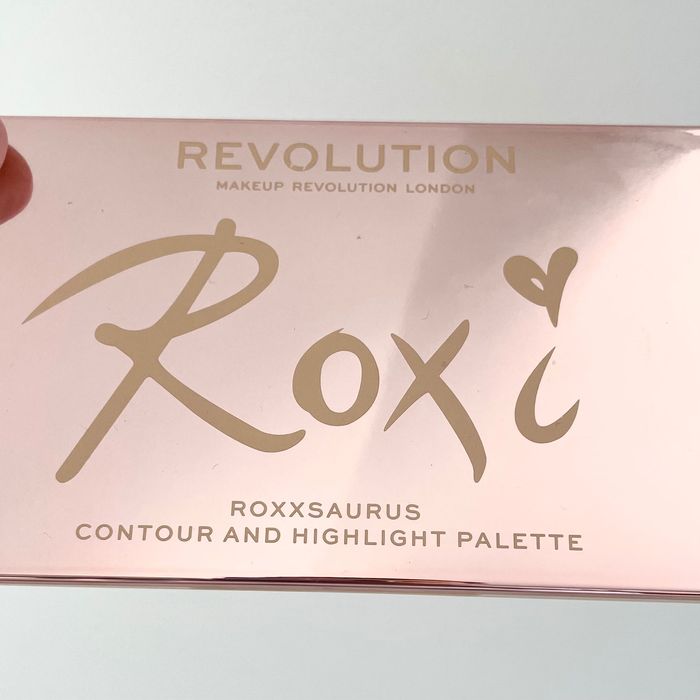 REVOLUTION
MAKEUP REVOLUTION LONDON
Roxi
ROXXSAURUS
CONTOUR AND HIGHLIGHT PALETTE